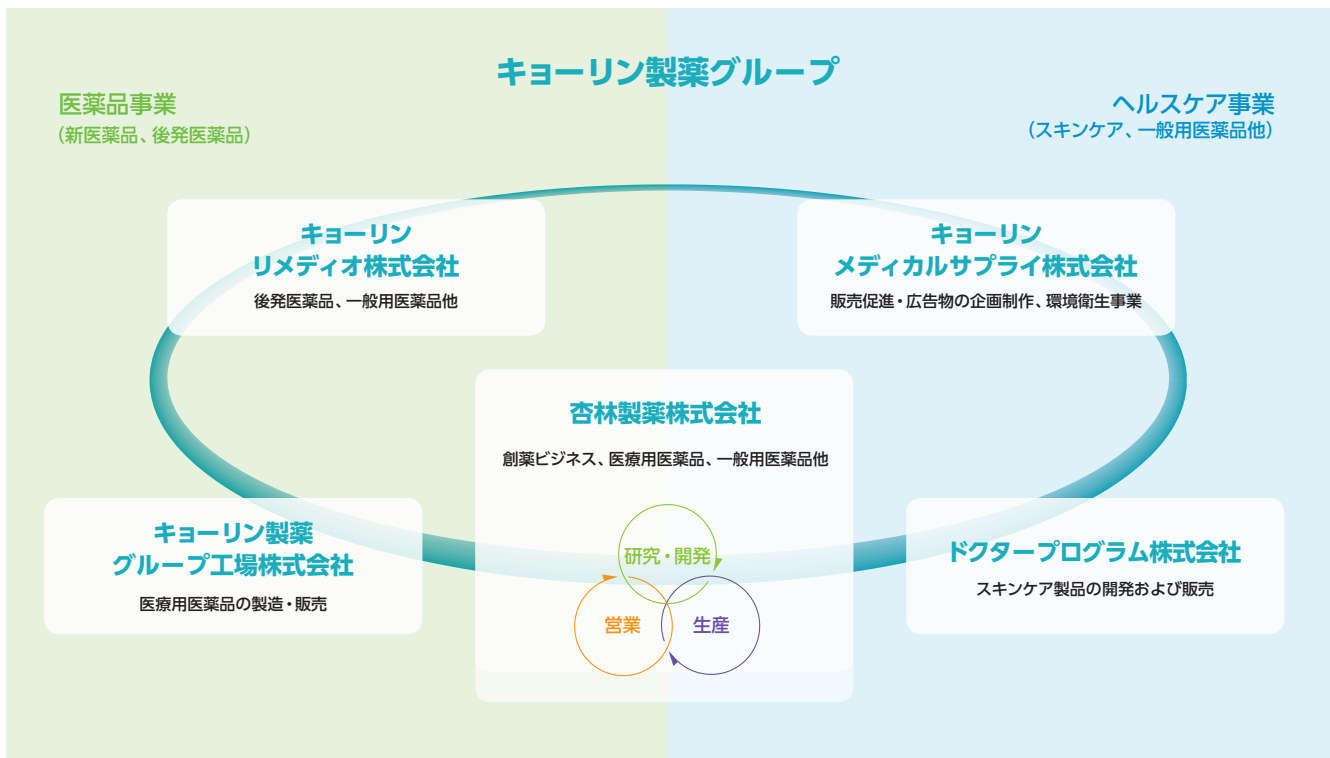 キョーリン製薬グループ
医薬品事業
(新医薬品、後発医薬品)
ヘルスケア事業
(スキンケア、一般用医薬品他)
キョーリン
リメディオ株式会社
後発医薬品、一般用医薬品他
キョーリン
メディカルサプライ株式会社
販売促進・広告物の企画制作、環境衛生事業
杏林製薬株式会社
創薬ビジネス、医療用医薬品、一般用医薬品他
研究・開発
営業
生産
キョーリン製薬
グループ工場株式会社
医療用医薬品の製造・販売
ドクタープログラム株式会社
スキンケア製品の開発および販売